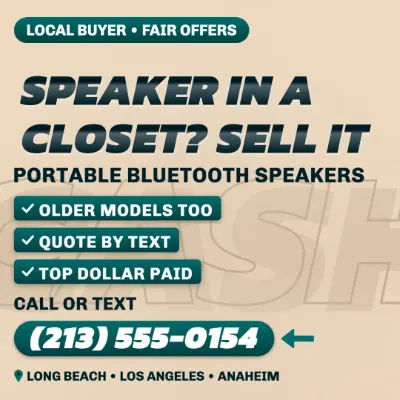 LOCAL BUYER • FAIR OFFERS
SPEAKER IN A
CLOSET? SELL IT
PORTABLE BLUETOOTH SPEAKERS
CASH
✓ OLDER MODELS TOO
✓ QUOTE BY TEXT
✓ TOP DOLLAR PAID
CALL OR TEXT
(213) 555-0154
LONG BEACH • LOS ANGELES • ANAHEIM